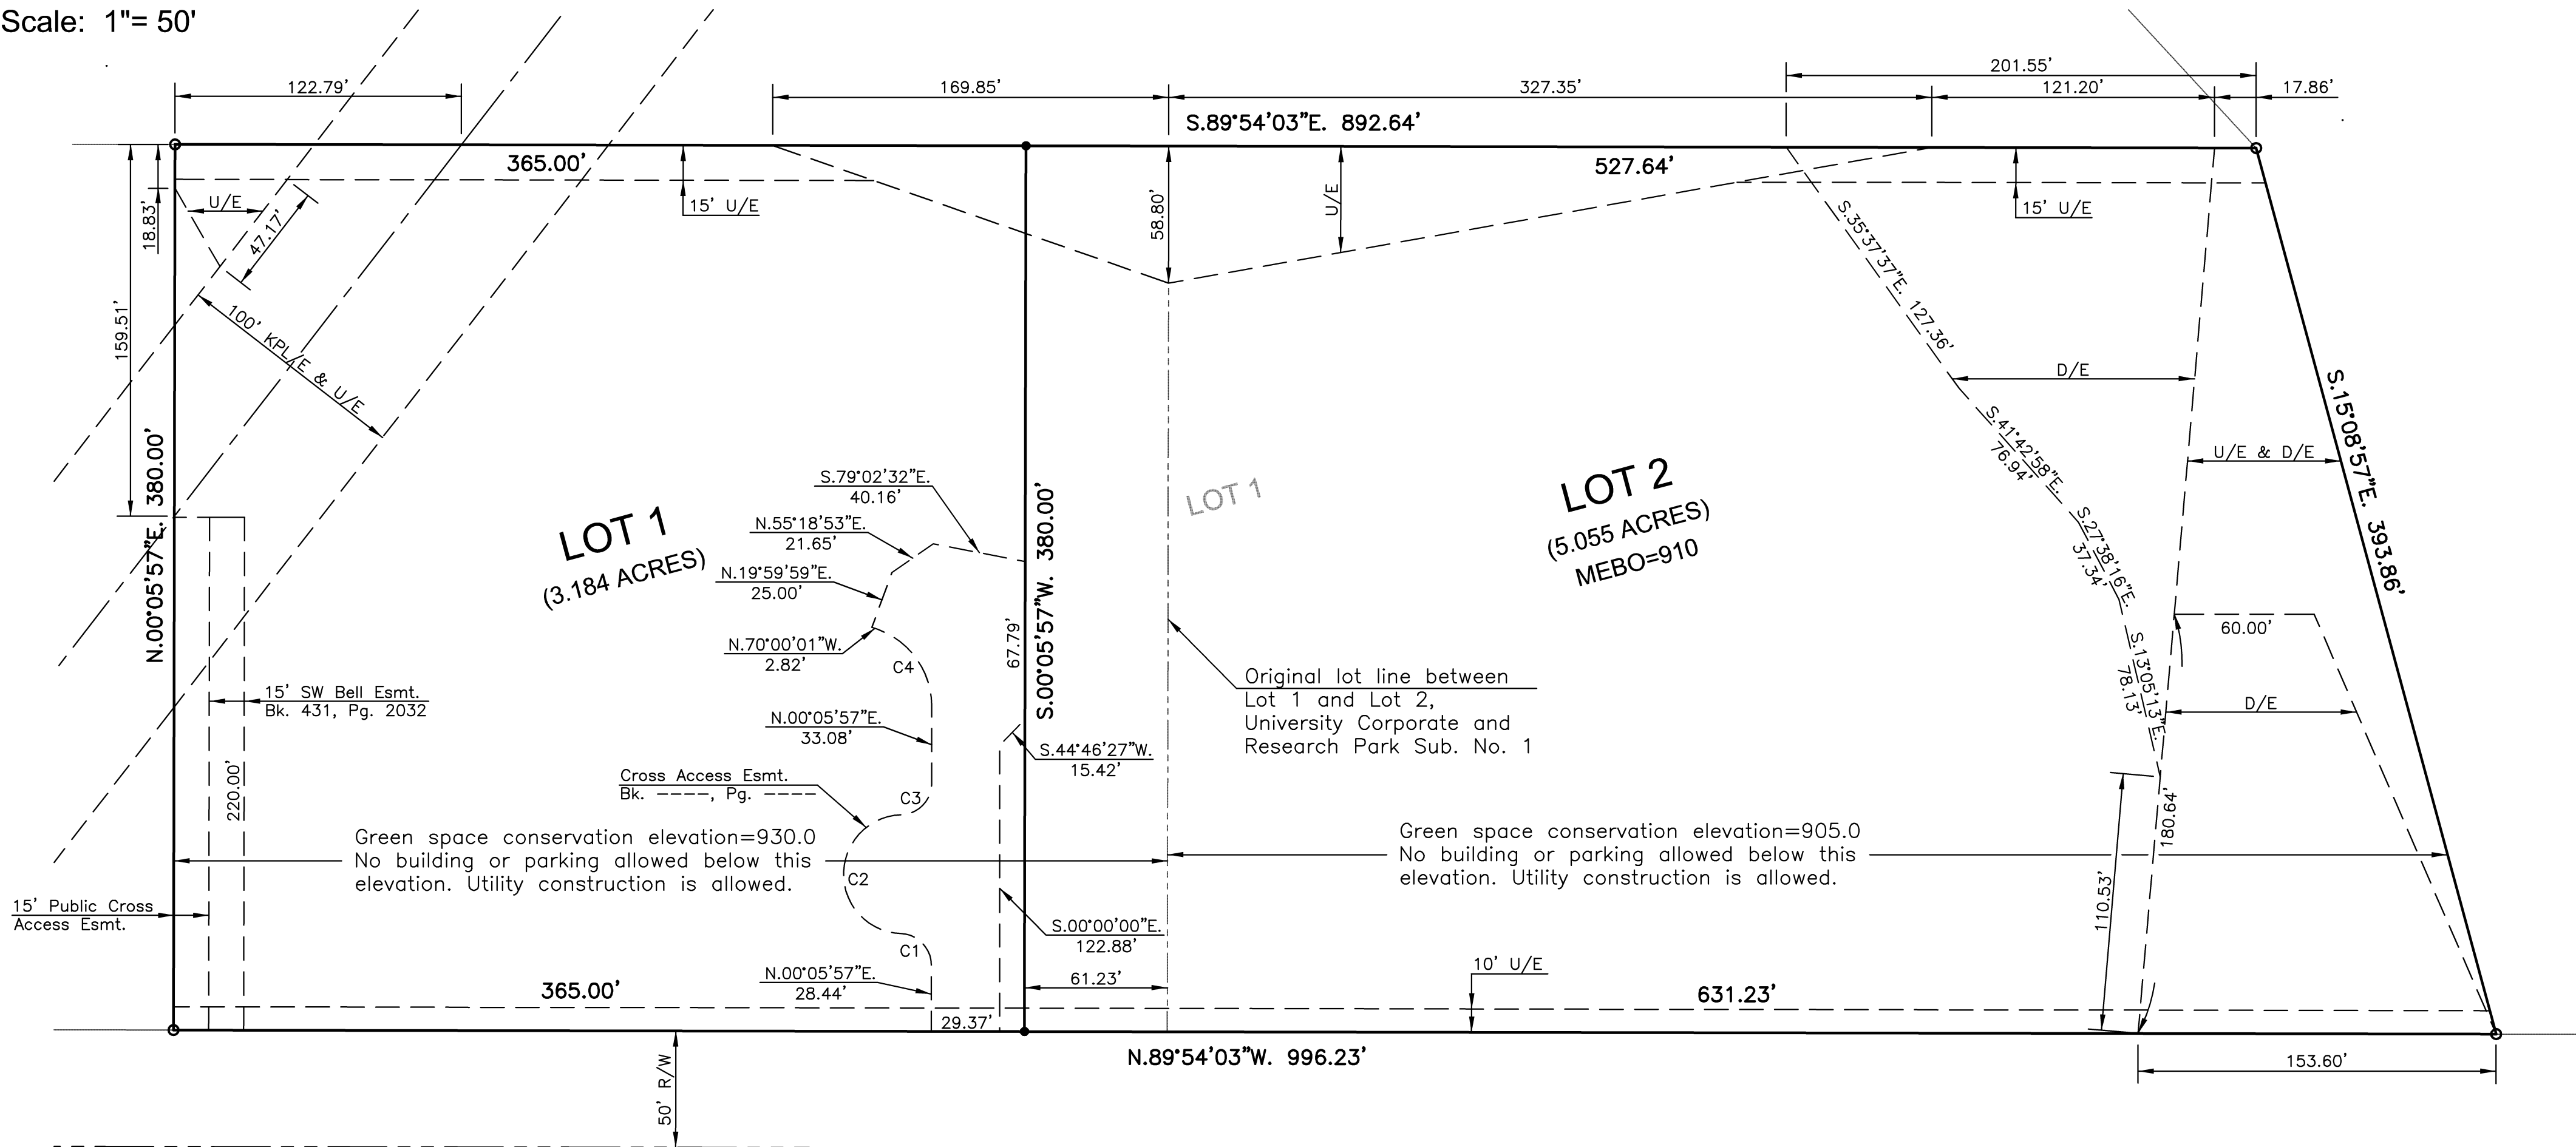 Scale: 1"= 50'
122.79'
169.85'
327.35'
201.55'
121.20'
17.86'
S.89°54'03"E. 892.64'
365.00'
527.64'
15' U/E
15' U/E
U/E
U/E
58.80'
18.83'
47.17'
159.51'
100' KPL/E & U/E
S.35°37'37"E. 127.36'
D/E
S.41°42'58"E.
76.94'
U/E & D/E
S.15°08'57"E. 393.86'
N.00°05'57"E. 380.00'
S.00°05'57"W. 380.00'
LOT 1
(3.184 ACRES)
LOT 1
LOT 2
(5.055 ACRES)
MEBO=910
S.79°02'32"E.
40.16'
N.55°18'53"E.
21.65'
N.19°59'59"E.
25.00'
N.70°00'01"W.
2.82'
C4
67.79'
S.27°38'16"E.
37.34'
S.13°05'13"E.
78.13'
60.00'
D/E
15' SW Bell Esmt.
Bk. 431, Pg. 2032
N.00°05'57"E.
33.08'
Original lot line between
Lot 1 and Lot 2,
University Corporate and
Research Park Sub. No. 1
S.44°46'27"W.
15.42'
Cross Access Esmt.
Bk. ----, Pg. ----
C3
220.00'
180.64'
110.53'
Green space conservation elevation=930.0
No building or parking allowed below this
elevation. Utility construction is allowed.
Green space conservation elevation=905.0
No building or parking allowed below this
elevation. Utility construction is allowed.
C2
15' Public Cross
Access Esmt.
S.00°00'00"E.
122.88'
C1
N.00°05'57"E.
28.44'
61.23'
10' U/E
365.00'
631.23'
29.37'
N.89°54'03"W. 996.23'
153.60'
50' R/W